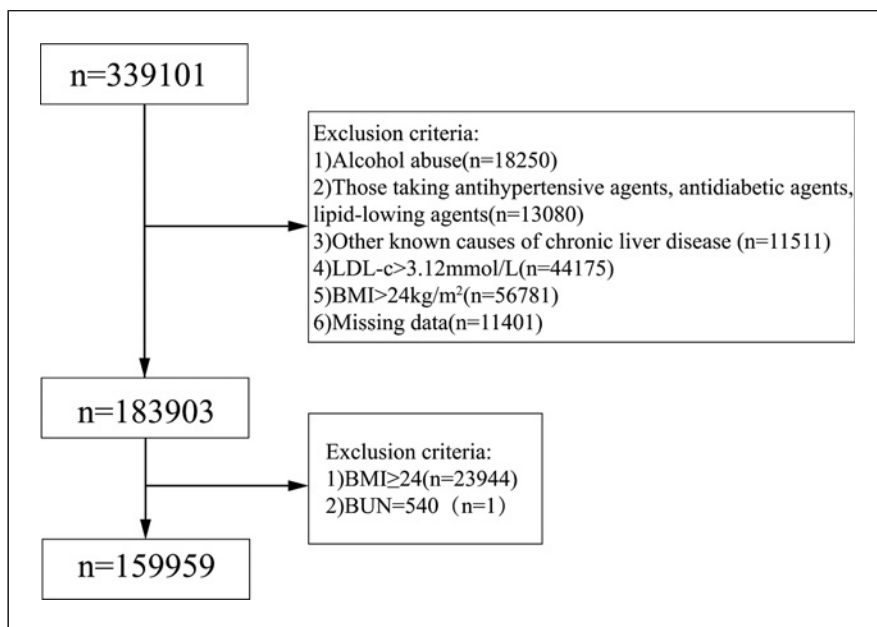 n=339101
Exclusion criteria:
1)Alcohol abuse(n=18250)
2)Those taking antihypertensive agents, antidiabetic agents,
lipid-lowing agents(n=13080)
3)Other known causes of chronic liver disease (n=11511)
4)LDL-c>3.12mmol/L(n=44175)
5)BMI>24kg/m²(n=56781)
6)Missing data(n=11401)
n=183903
Exclusion criteria:
1)BMI≥24(n=23944)
2)BUN=540（n=1）
n=159959